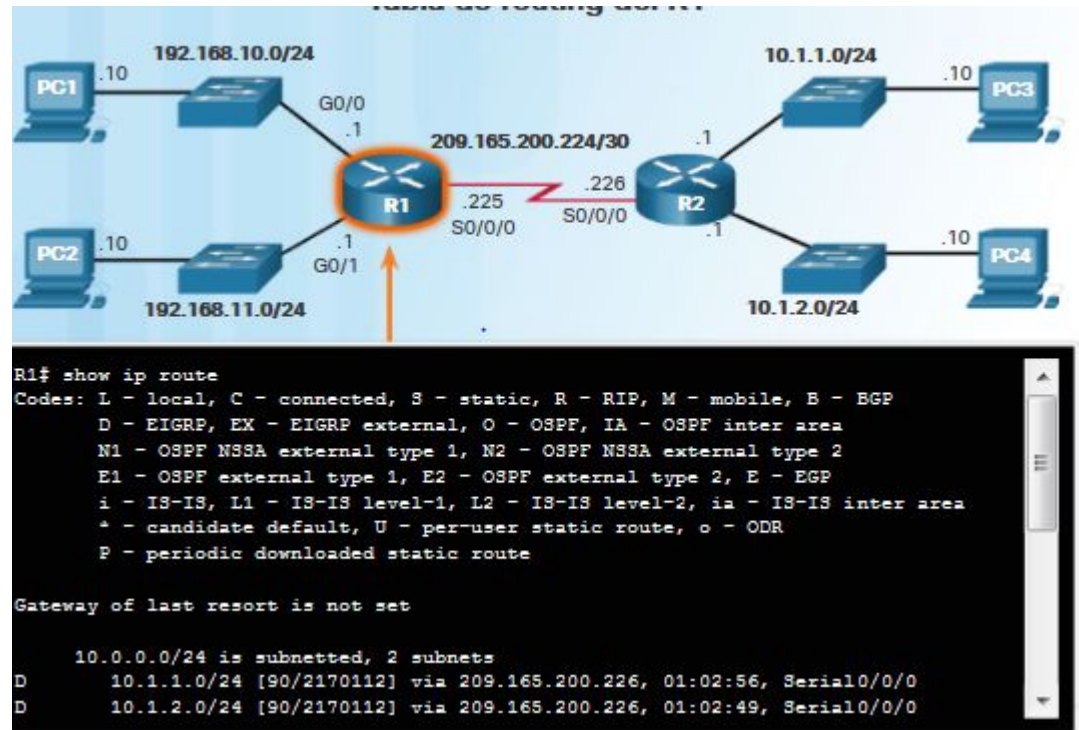 Tabla de routing del R1
192.168.10.0/24
10.1.1.0/24
.10
.10
PC1
PC3
G0/0
.1
209.165.200.224/30
.1
.226
R1
.225
R2
S0/0/0
S0/0/0
.10
.1
.1
.10
PC2
G0/1
PC4
192.168.11.0/24
10.1.2.0/24
R1# show ip route
Codes: L - local, C - connected, S - static, R - RIP, M - mobile, B - BGP
D - EIGRP, EX - EIGRP external, O - OSPF, IA - OSPF inter area
N1 - OSPF NSSA external type 1, N2 - OSPF NSSA external type 2
E1 - OSPF external type 1, E2 - OSPF external type 2, E - EGP
i - IS-IS, L1 - IS-IS level-1, L2 - IS-IS level-2, ia - IS-IS inter area
* - candidate default, U - per-user static route, o - ODR
P - periodic downloaded static route
Gateway of last resort is not set
10.0.0.0/24 is subnetted, 2 subnets
D 10.1.1.0/24 [90/2170112] via 209.165.200.226, 01:02:56, Serial0/0/0
D 10.1.2.0/24 [90/2170112] via 209.165.200.226, 01:02:49, Serial0/0/0